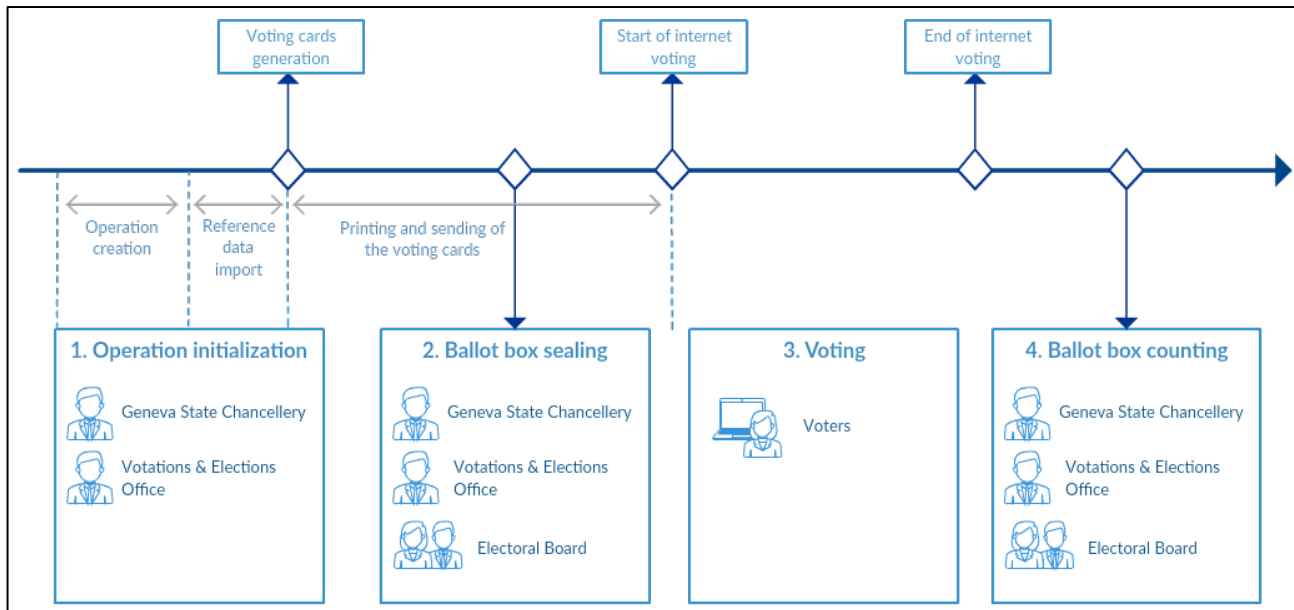 Voting cards
generation
Start of internet
voting
End of internet
voting
Operation
creation
Reference
data
import
Printing and sending of
the voting cards
1. Operation initialization
Geneva State Chancellery
Votations & Elections
Office
2. Ballot box sealing
Geneva State Chancellery
Votations & Elections
Office
Electoral Board
3. Voting
Voters
4. Ballot box counting
Geneva State Chancellery
Votations & Elections
Office
Electoral Board